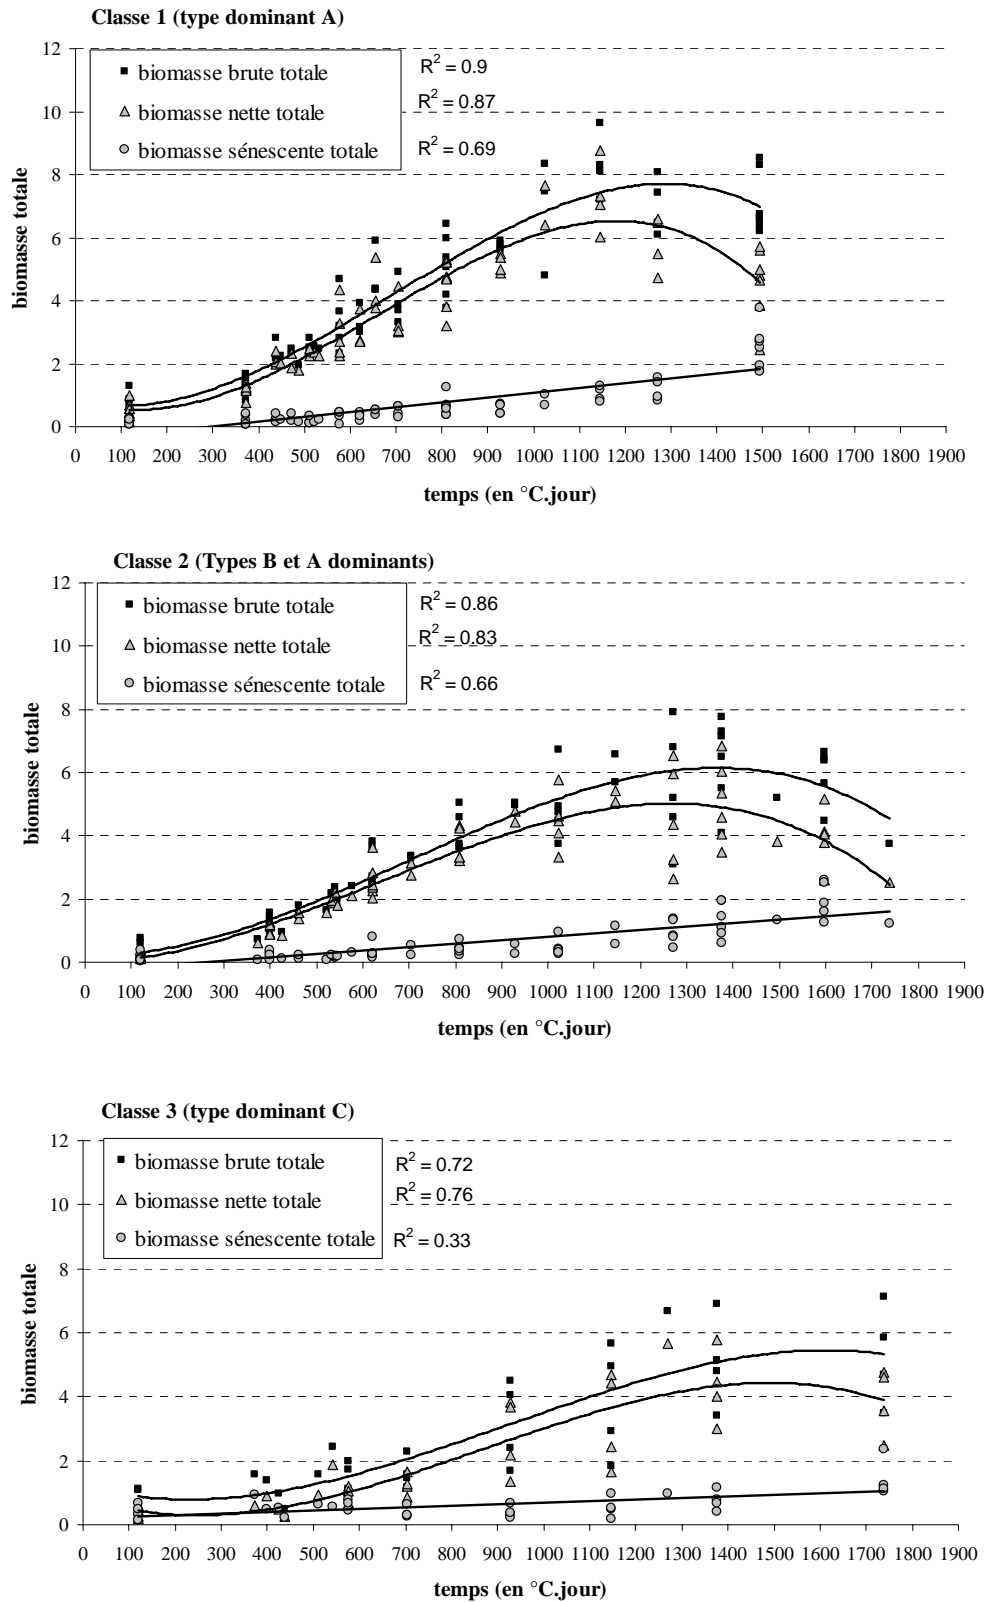 Classe 1 (type dominant A)
12
10
8
6
4
2
0
biomasse totale
biomasse brute totale
biomasse nette totale
biomasse sénescente totale
R² = 0.9
R² = 0.87
R² = 0.69
0 100 200 300 400 500 600 700 800 900 1000 1100 1200 1300 1400 1500 1600 1700 1800 1900
temps (en °C.jour)
Classe 2 (Types B et A dominants)
12
10
8
6
4
2
0
biomasse totale
biomasse brute totale
biomasse nette totale
biomasse sénescente totale
R² = 0.86
R² = 0.83
R² = 0.66
0 100 200 300 400 500 600 700 800 900 1000 1100 1200 1300 1400 1500 1600 1700 1800 1900
temps (en °C.jour)
Classe 3 (type dominant C)
12
10
8
6
4
2
0
biomasse totale
biomasse brute totale
biomasse nette totale
biomasse sénescente totale
R² = 0.72
R² = 0.76
R² = 0.33
0 100 200 300 400 500 600 700 800 900 1000 1100 1200 1300 1400 1500 1600 1700 1800 1900
temps (en °C.jour)